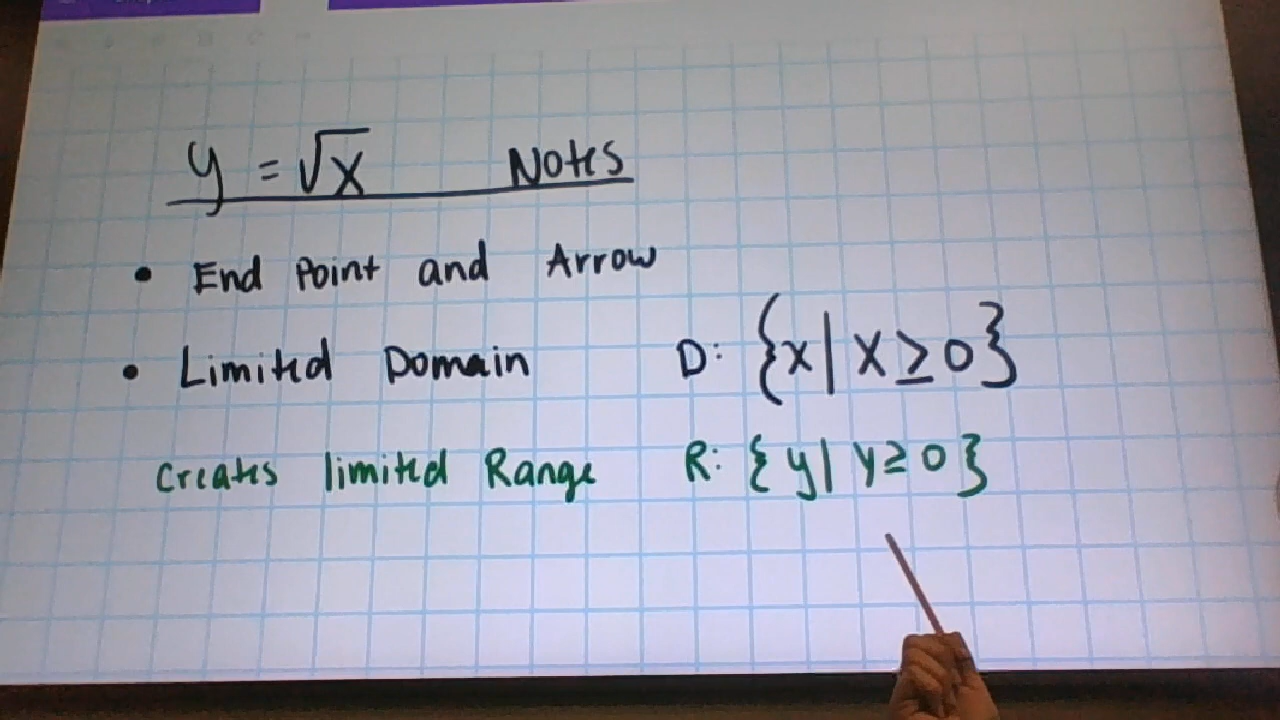 y = √x Notes
• End Point and Arrow
• Limited Domain D: {x | x ≥ 0}
Creates limited Range R: {y | y ≥ 0}